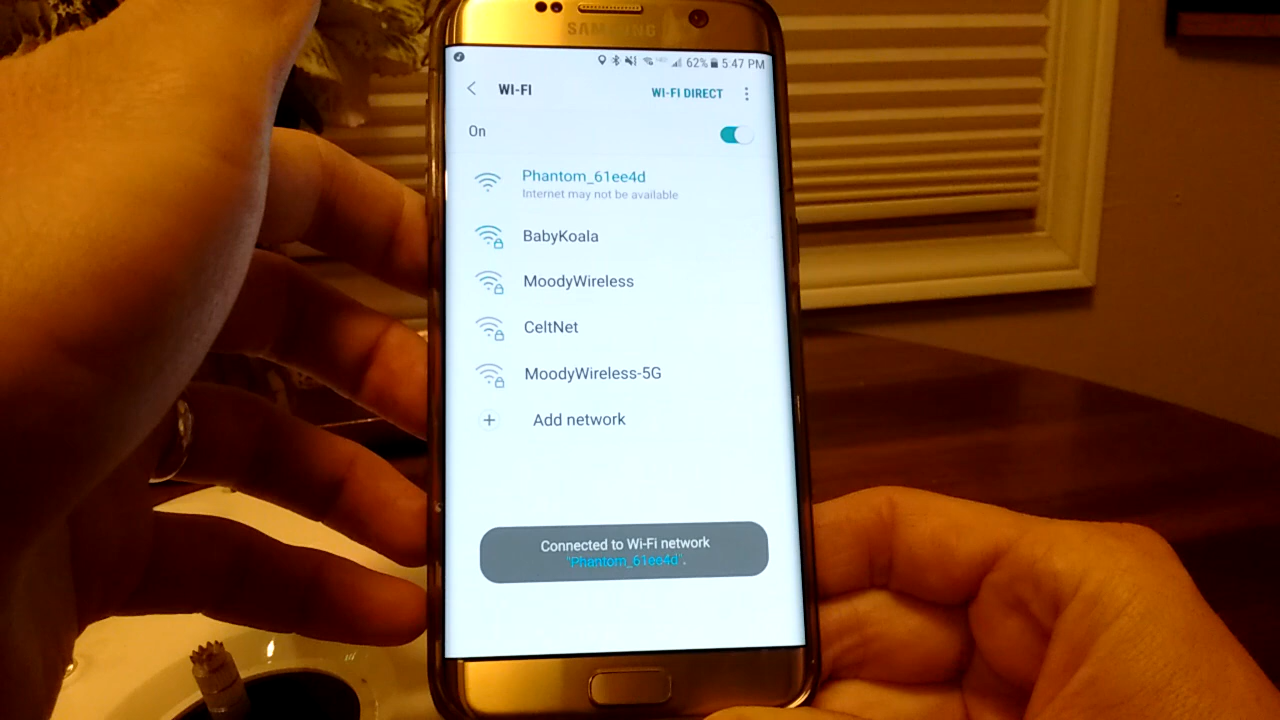 SAMSUNG
62% 5:47 PM
WI-FI WI-FI DIRECT
On
Phantom_61ee4d
Internet may not be available
BabyKoala
MoodyWireless
CeltNet
MoodyWireless-5G
+ Add network
Connected to Wi-Fi network
"Phantom_61ee4d".